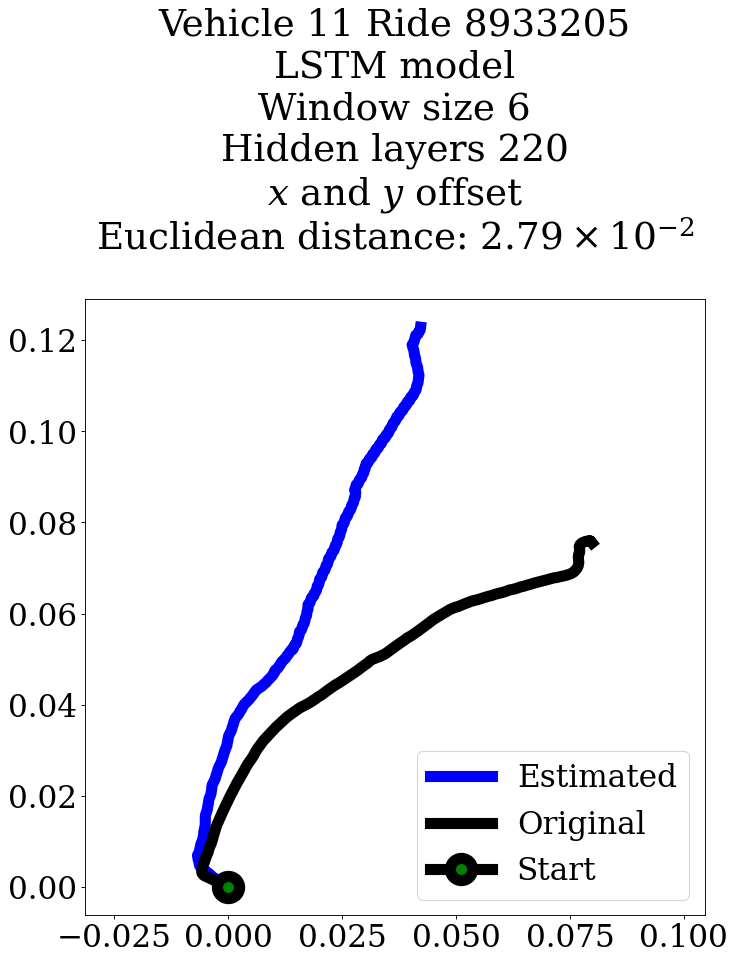 Vehicle 11 Ride 8933205
LSTM model
Window size 6
Hidden layers 220
x and y offset
Euclidean distance: 2.79 × 10⁻²
0.12
0.10
0.08
0.06
0.04
0.02
0.00
Estimated
Original
Start
−0.025 0.000 0.025 0.050 0.075 0.100